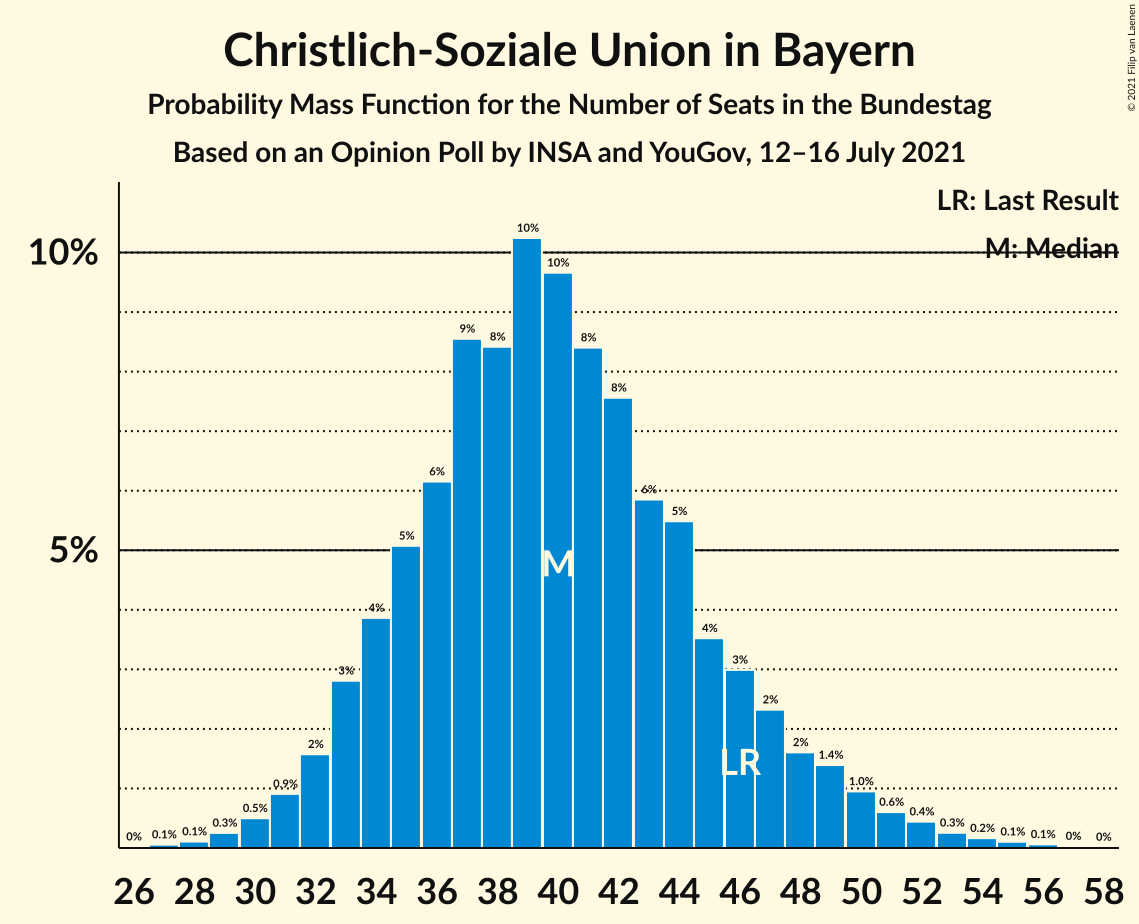 Christlich-Soziale Union in Bayern
Probability Mass Function for the Number of Seats in the Bundestag
Based on an Opinion Poll by INSA and YouGov, 12–16 July 2021
© 2021 Filip van Laenen
LR: Last Result
M: Median
10%
5%
0% 0.1% 0.1% 0.3% 0.5% 0.9% 2% 3% 4% 5% 6% 9% 8% 10% 10% 8% 8% 6% 5% 4% 3% 2% 2% 1.4% 1.0% 0.6% 0.4% 0.3% 0.2% 0.1% 0.1% 0% 0%
M
LR
26 28 30 32 34 36 38 40 42 44 46 48 50 52 54 56 58